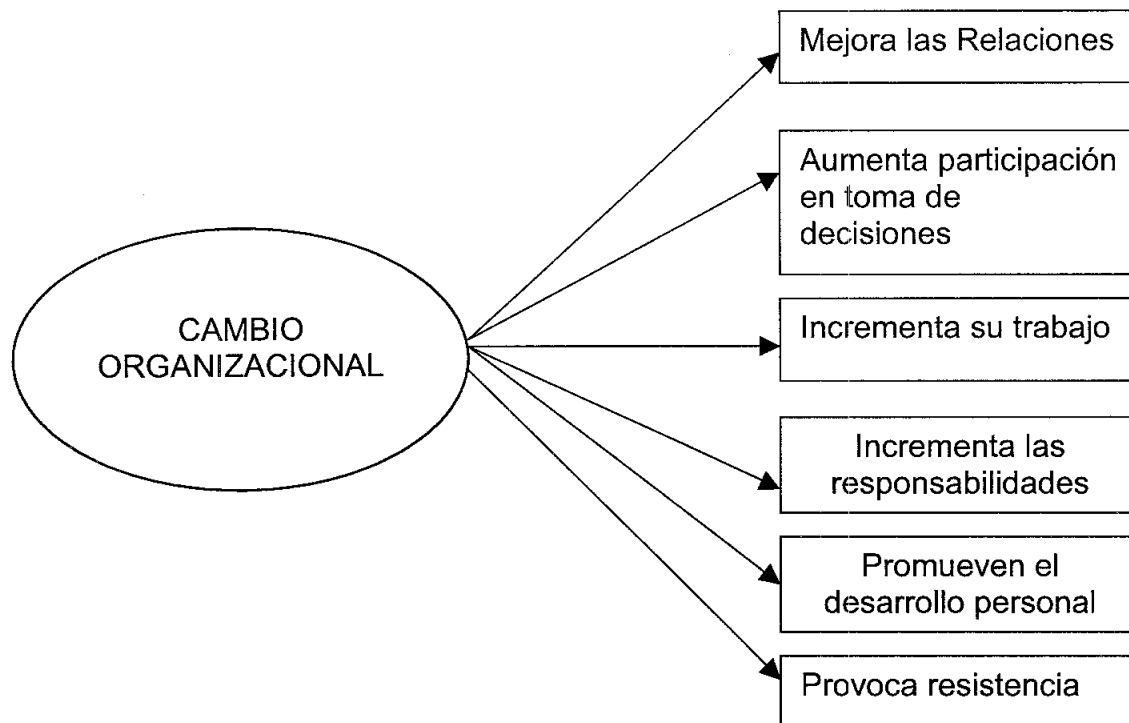 Mejora las Relaciones
Aumenta participación
en toma de
decisiones
CAMBIO
ORGANIZACIONAL
Incrementa su trabajo
Incrementa las
responsabilidades
Promueven el
desarrollo personal
Provoca resistencia